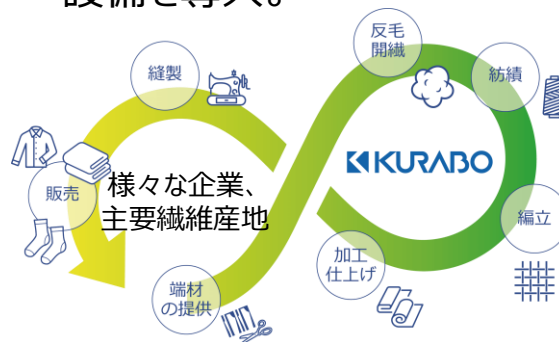 設備を導入。
縫製
反毛
開繊
紡績
販売
様々な企業、
主要繊維産地
KURABO
編立
加工
仕上げ
端材
の提供